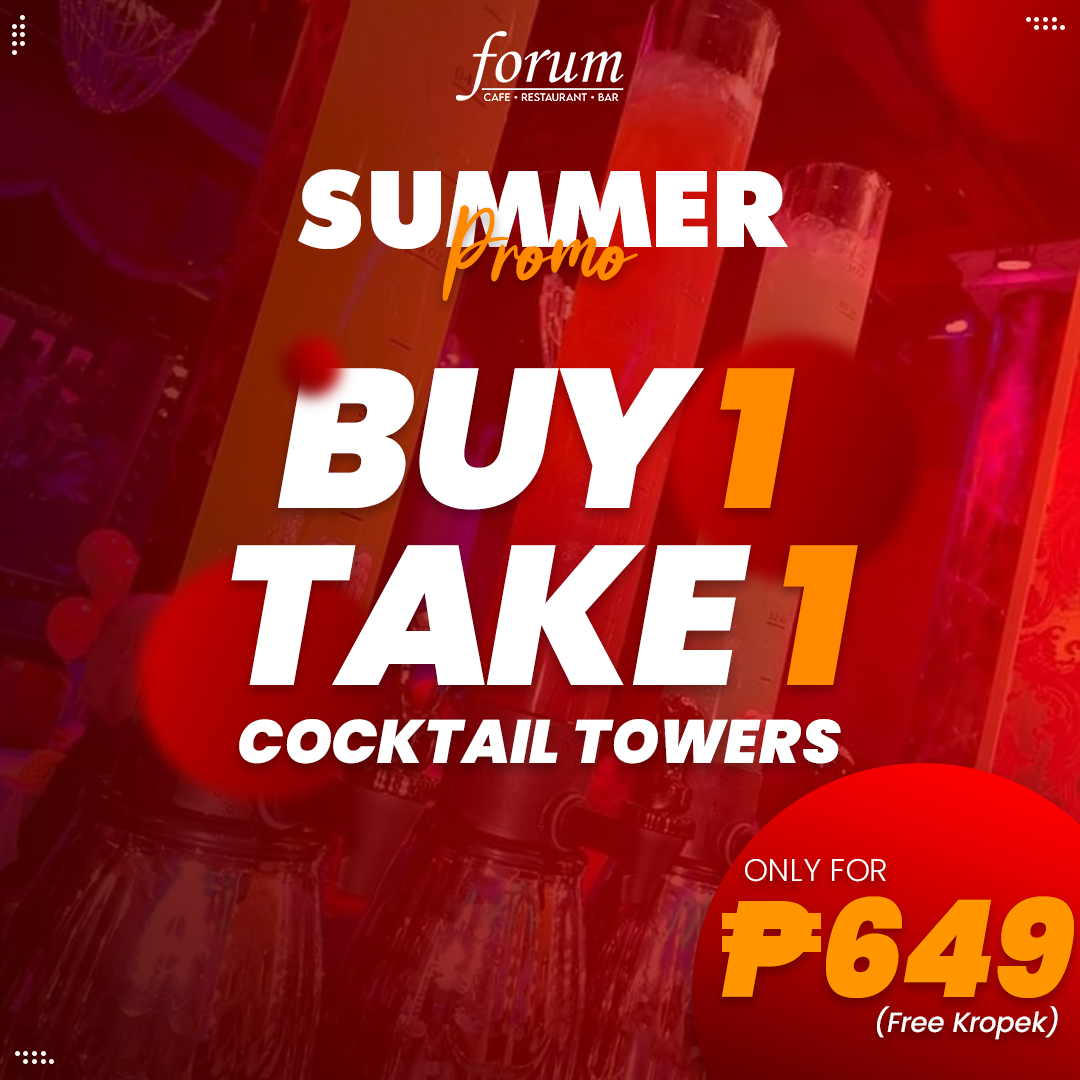 forum
CAFE • RESTAURANT • BAR
SUMMER
Promo
BUY 1
TAKE 1
COCKTAIL TOWERS
ONLY FOR
₱649
(Free Kropek)